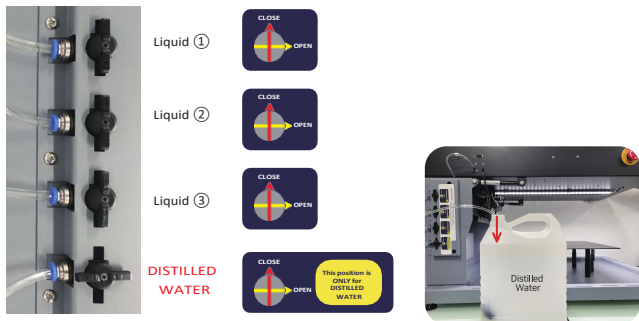 CLOSE
Liquid ①
OPEN
CLOSE
Liquid ②
OPEN
CLOSE
Liquid ③
OPEN
DISTILLED
WATER
CLOSE
OPEN
This position is
ONLY for
DISTILLED
WATER
Distilled
Water